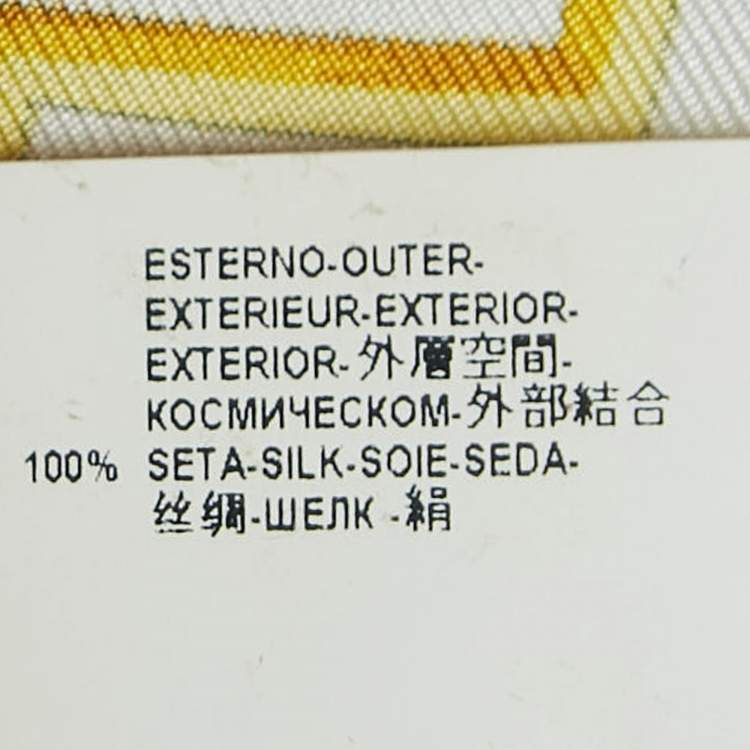 ESTERNO-OUTER-
EXTERIEUR-EXTERIOR-
EXTERIOR-外層空間-
КОСМИЧЕСКОМ-外部結合
100% SETA-SILK-SOIE-SEDA-
丝绸-ШЕЛК -絹